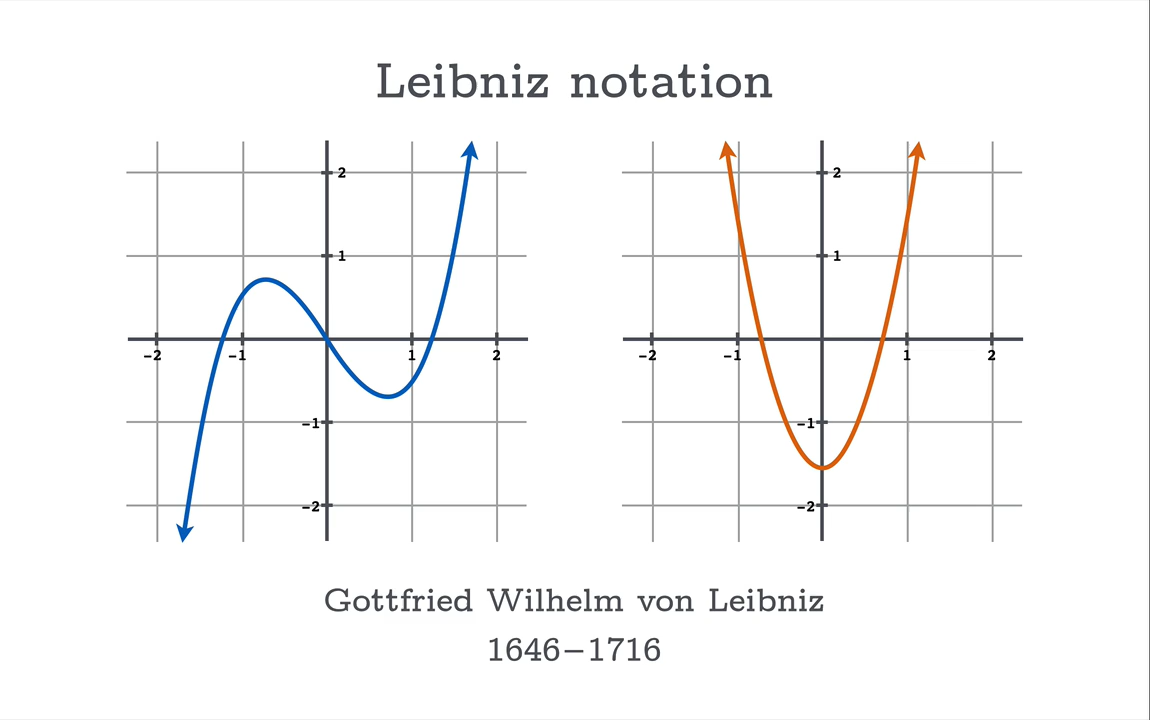 Leibniz notation
2 2
1 1
-2 -1 1 2 -2 -1 1 2
-1 -1
-2 -2
Gottfried Wilhelm von Leibniz
1646–1716